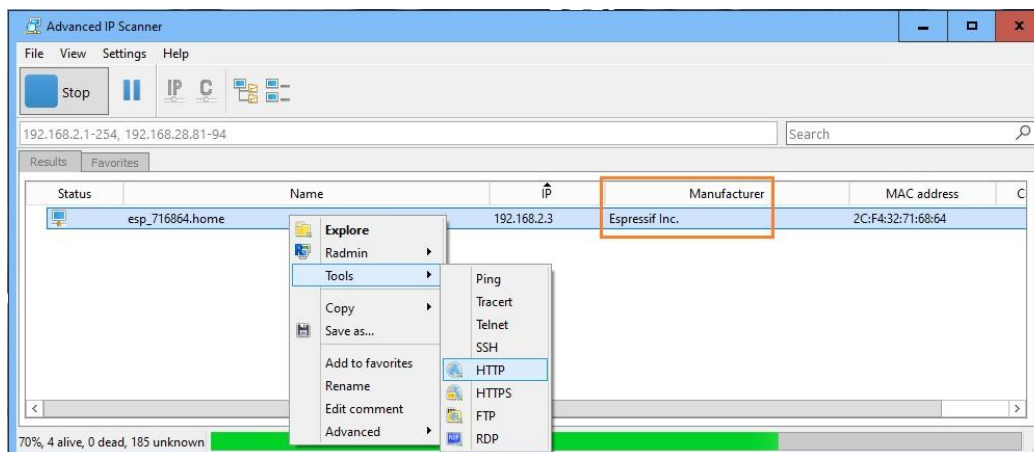 Advanced IP Scanner
File View Settings Help
Stop
IP C
192.168.2.1-254, 192.168.28.81-94
Search
Results Favorites
Status Name IP Manufacturer MAC address C
esp_716864.home 192.168.2.3 Espressif Inc. 2C:F4:32:71:68:64
Explore
Radmin
Tools
Copy
Save as...
Add to favorites
Rename
Edit comment
Advanced
Ping
Tracert
Telnet
SSH
HTTP
HTTPS
FTP
RDP
70%, 4 alive, 0 dead, 185 unknown